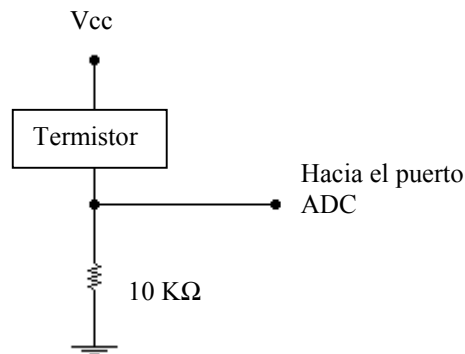 Vcc
Termistor
Hacia el puerto
ADC
10 KΩ